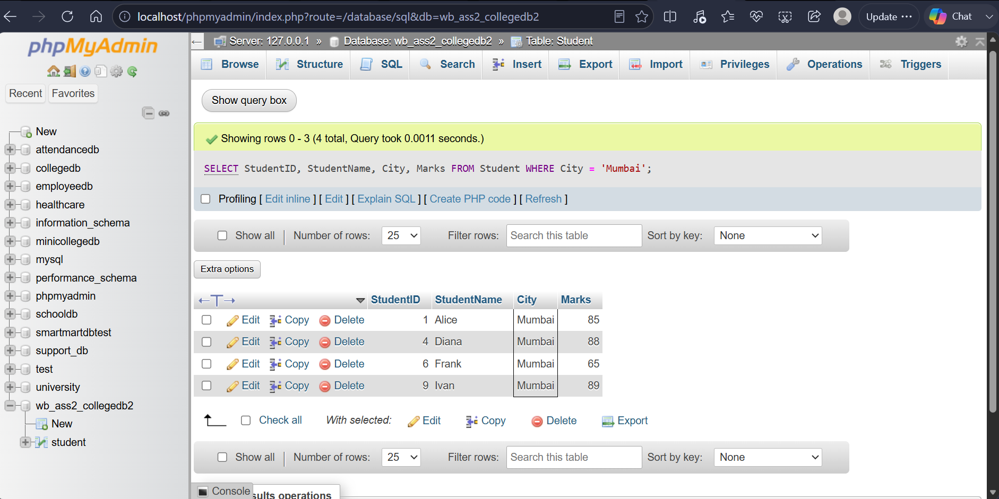 localhost/phpmyadmin/index.php?route=/database/sql&db=wb_ass2_collegedb2
Update
Chat
phpMyAdmin
Recent
Favorites
New
attendancedb
collegedb
employeedb
healthcare
information_schema
minicollegedb
mysql
performance_schema
phpmyadmin
schooldb
smartmartdbtest
support_db
test
university
wb_ass2_collegedb2
New
student
Server: 127.0.0.1 » Database: wb_ass2_collegedb2 » Table: Student
Browse Structure SQL Search Insert Export Import Privileges Operations Triggers
Show query box
Showing rows 0 - 3 (4 total, Query took 0.0011 seconds.)
SELECT StudentID, StudentName, City, Marks FROM Student WHERE City = 'Mumbai';
Profiling [ Edit inline ] [ Edit ] [ Explain SQL ] [ Create PHP code ] [ Refresh ]
Show all | Number of rows: 25 Filter rows: Search this table Sort by key: None
Extra options
StudentID StudentName City Marks
Edit Copy Delete 1 Alice Mumbai 85
Edit Copy Delete 4 Diana Mumbai 88
Edit Copy Delete 6 Frank Mumbai 65
Edit Copy Delete 9 Ivan Mumbai 89
Check all With selected: Edit Copy Delete Export
Show all | Number of rows: 25 Filter rows: Search this table Sort by key: None
Console
sults operations